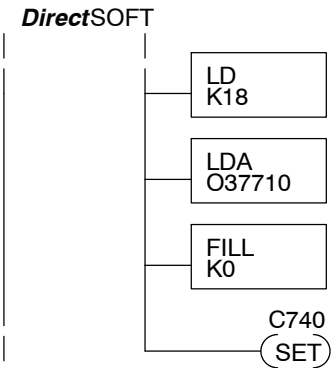 DirectSOFT
LD
K18
LDA
O37710
FILL
K0
C740
SET